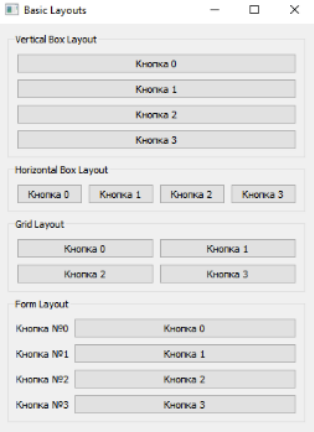 Basic Layouts
Vertical Box Layout
Кнопка 0
Кнопка 1
Кнопка 2
Кнопка 3
Horizontal Box Layout
Кнопка 0 Кнопка 1 Кнопка 2 Кнопка 3
Grid Layout
Кнопка 0 Кнопка 1
Кнопка 2 Кнопка 3
Form Layout
Кнопка №0 Кнопка 0
Кнопка №1 Кнопка 1
Кнопка №2 Кнопка 2
Кнопка №3 Кнопка 3